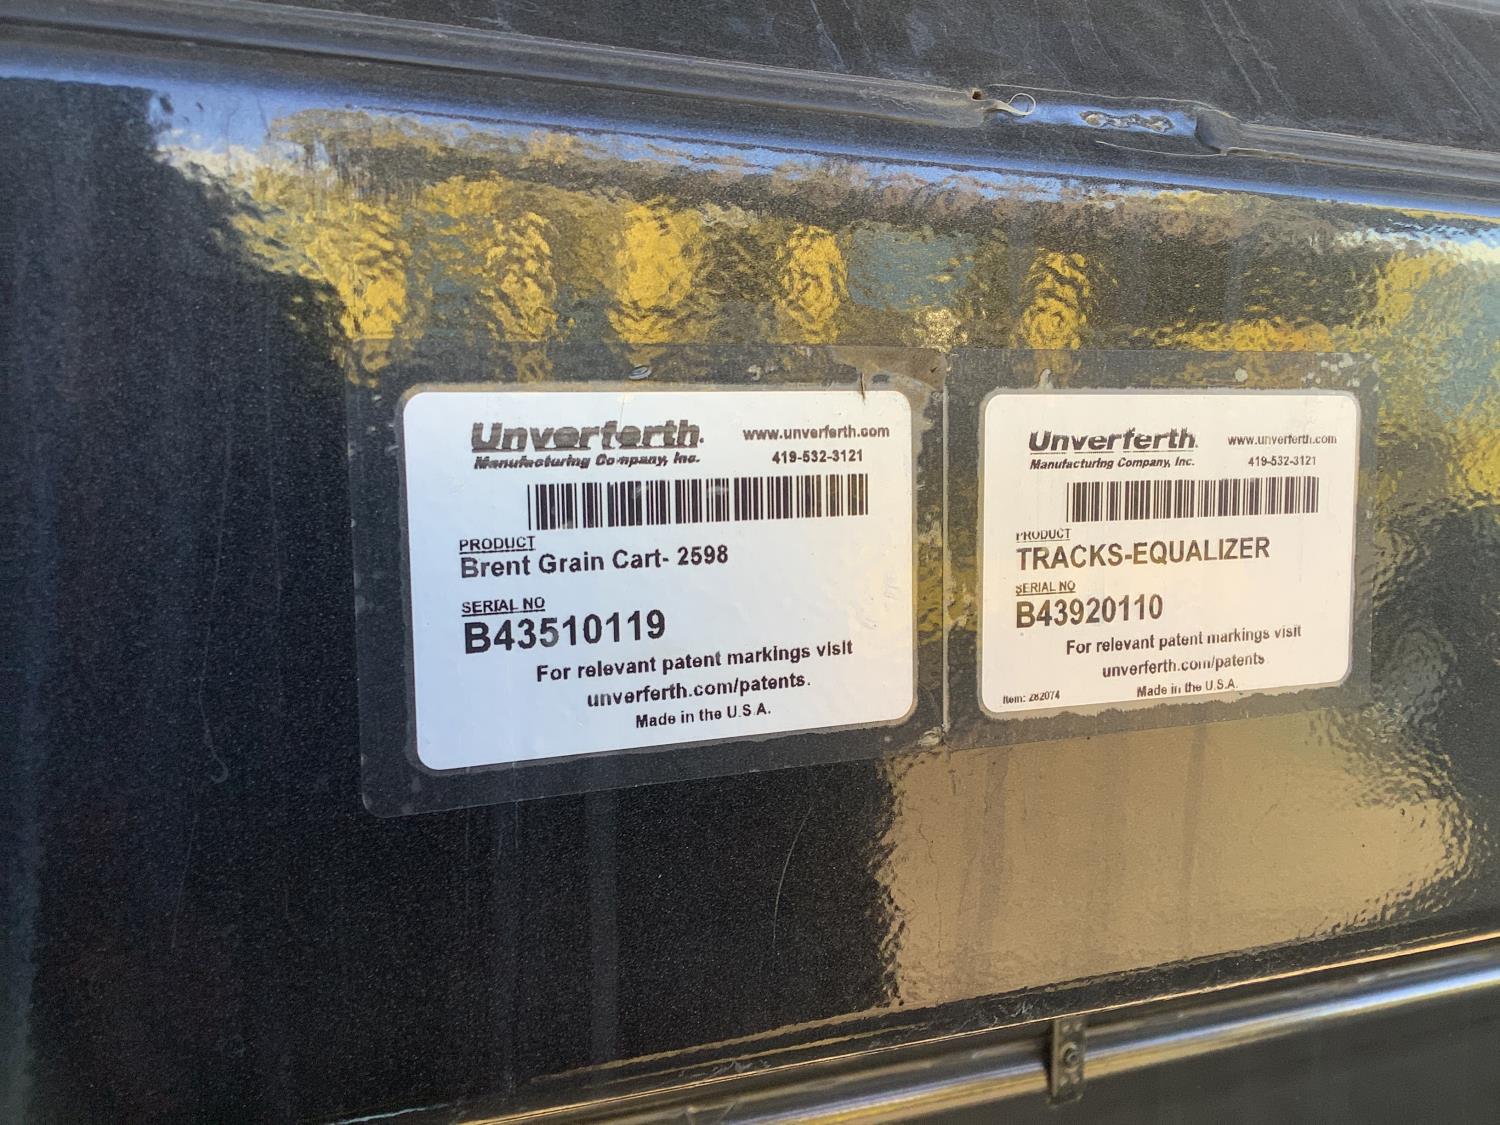 Unverferth
www.unverferth.com
Manufacturing Company, Inc.
419-532-3121
PRODUCT
Brent Grain Cart- 2598
SERIAL NO
B43510119
For relevant patent markings visit
unverferth.com/patents.
Made in the U.S.A.
Unverferth
www.unverferth.com
Manufacturing Company, Inc.
419-532-3121
PRODUCT
TRACKS-EQUALIZER
SERIAL NO
B43920110
For relevant patent markings visit
unverferth.com/patents
Item: 282074
Made in the U.S.A.